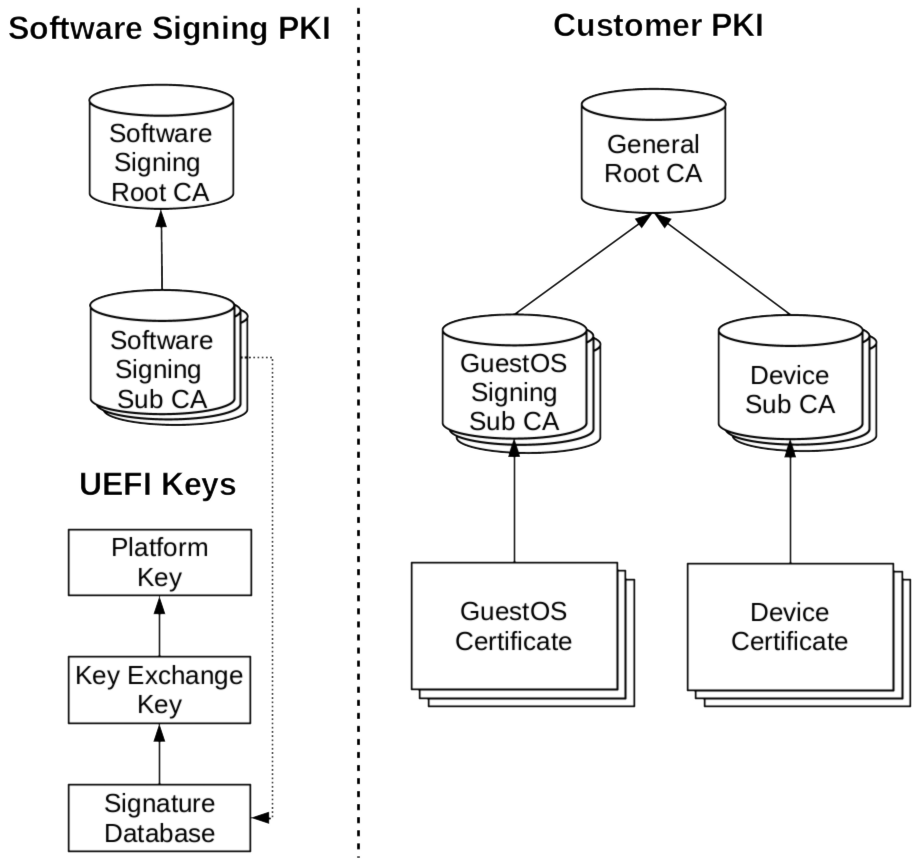 Software Signing PKI
Software
Signing
Root CA
Software
Signing
Sub CA
UEFI Keys
Platform
Key
Key Exchange
Key
Signature
Database
Customer PKI
General
Root CA
GuestOS
Signing
Sub CA
Device
Sub CA
GuestOS
Certificate
Device
Certificate